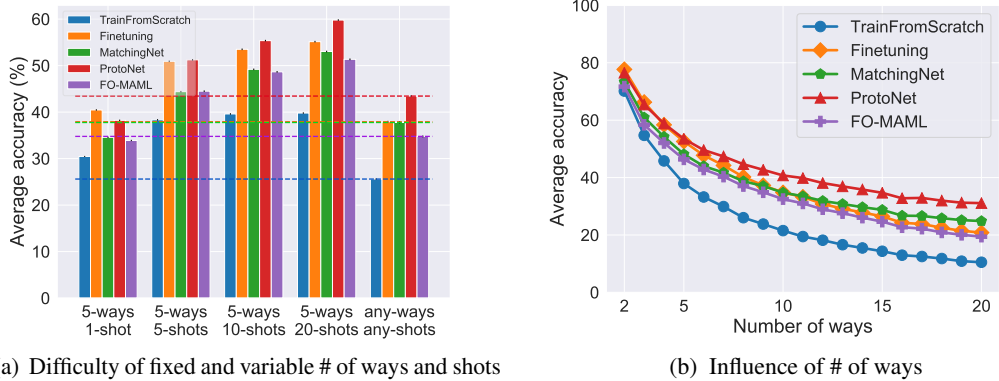 60
50
40
30
20
10
0
Average accuracy (%)
TrainFromScratch
Finetuning
MatchingNet
ProtoNet
FO-MAML
5-ways 5-ways 5-ways 5-ways any-ways
1-shot 5-shots 10-shots 20-shots any-shots
a) Difficulty of fixed and variable # of ways and shots
100
80
60
40
20
0
Average accuracy
TrainFromScratch
Finetuning
MatchingNet
ProtoNet
FO-MAML
2 5 10 15 20
Number of ways
(b) Influence of # of ways